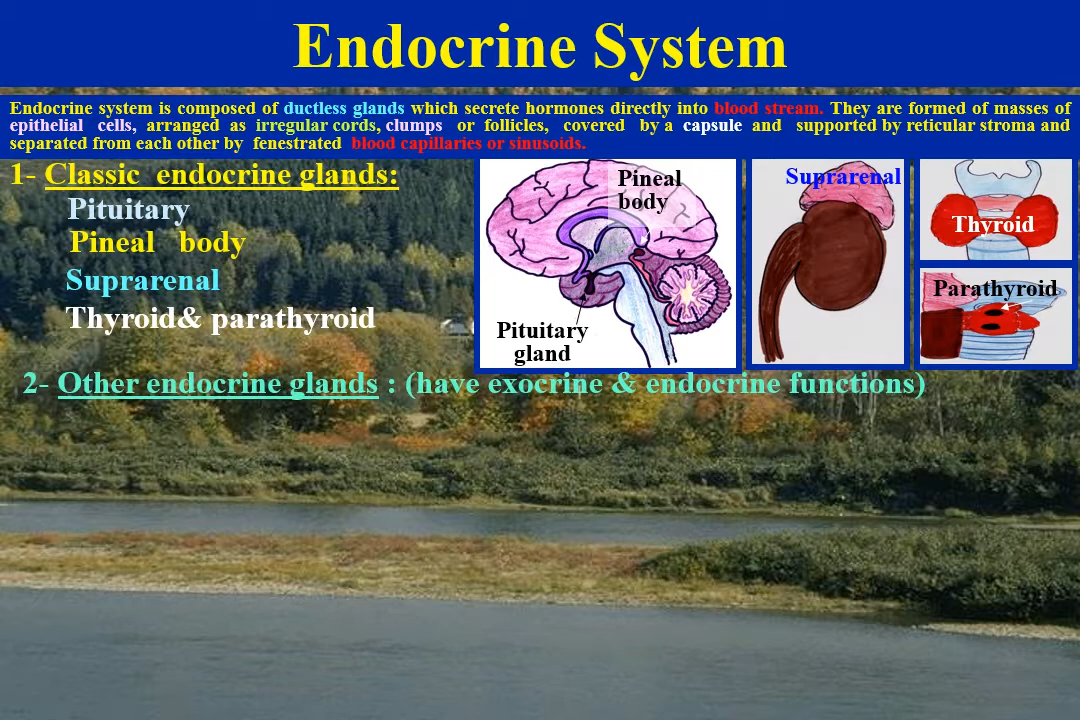 Endocrine System
Endocrine system is composed of ductless glands which secrete hormones directly into blood stream. They are formed of masses of
epithelial cells, arranged as irregular cords, clumps or follicles, covered by a capsule and supported by reticular stroma and
separated from each other by fenestrated blood capillaries or sinusoids.
1- Classic endocrine glands:
Pituitary
Pineal body
Suprarenal
Thyroid& parathyroid
Pineal
body
Pituitary
gland
Suprarenal
Thyroid
Parathyroid
2- Other endocrine glands : (have exocrine & endocrine functions)